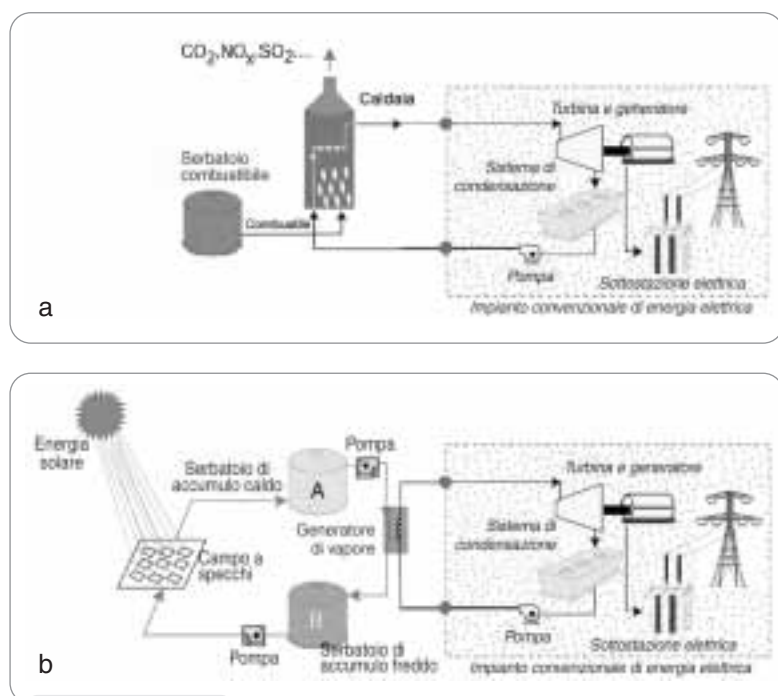 CO2,NOx,SO2....
Caldaia
Serbatoio
combustibile
Combustibile
Turbina e generatore
Sistema di
condensazione
Pompa
Sottostazione elettrica
Impianto convenzionale di energia elettrica
a
Energia
solare
Serbatoio di
accumulo caldo
A
Pompa
Generatore
di vapore
Campo a
specchi
Pompa
Serbatoio di
accumulo freddo
Turbina e generatore
Sistema di
condensazione
Pompa
Sottostazione elettrica
Impianto convenzionale di energia elettrica
b